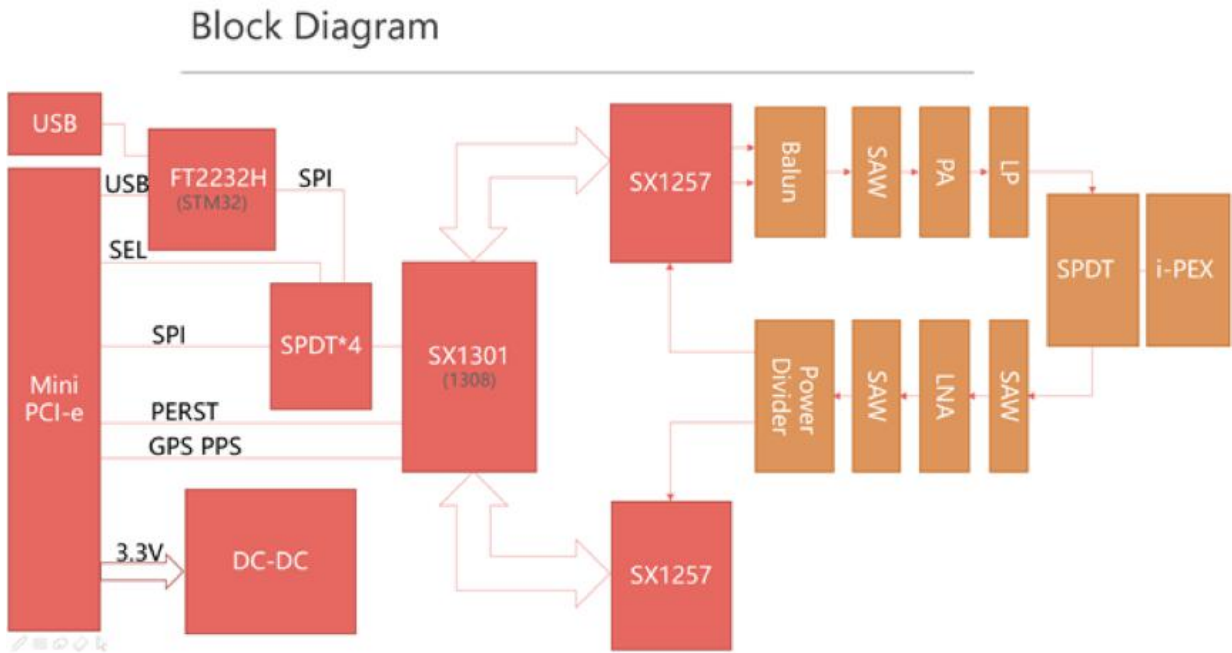 Block Diagram
USB
FT2232H
(STM32)
USB
SPI
SEL
SPI
SPDT*4
Mini
PCI-e
PERST
GPS PPS
3.3V
DC-DC
SX1301
(1308)
SX1257
Balun
SAW
PA
LP
SPDT
i-PEX
Power
Divider
SAW
LNA
SAW
SX1257